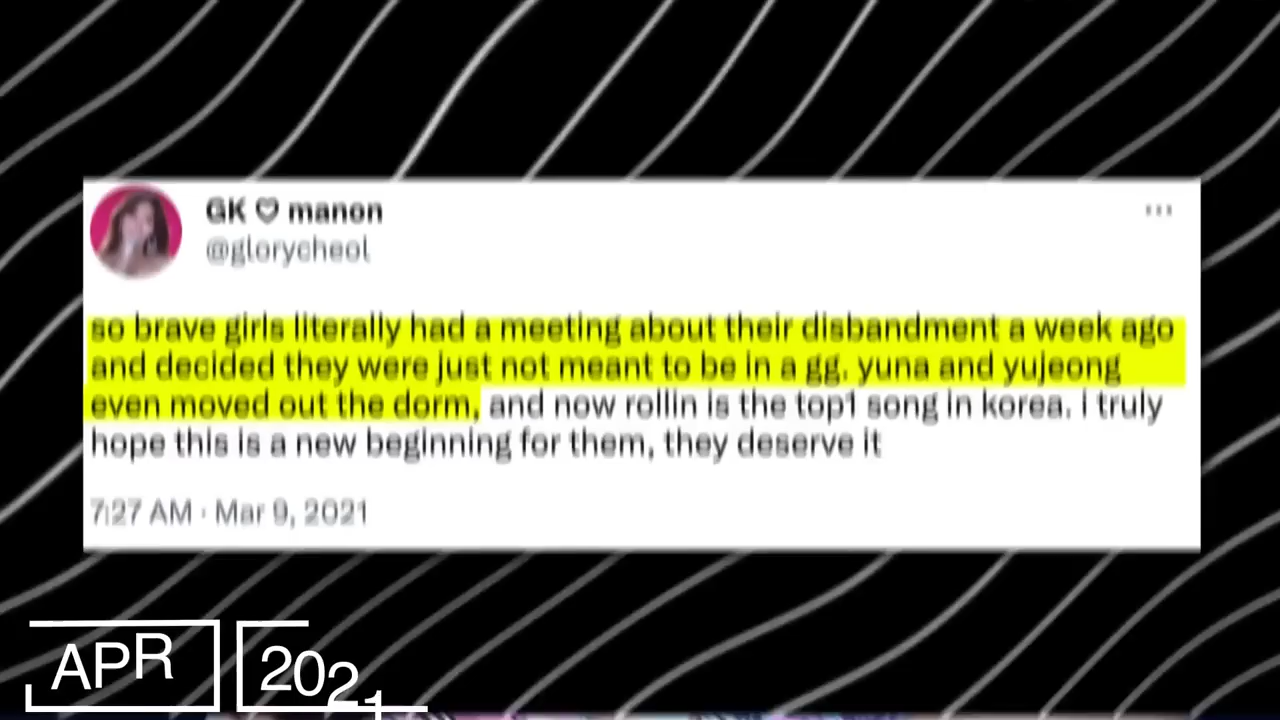 GK ♡ manon
@glorycheol
so brave girls literally had a meeting about their disbandment a week ago
and decided they were just not meant to be in a gg. yuna and yujeong
even moved out the dorm, and now rollin is the top1 song in korea. i truly
hope this is a new beginning for them, they deserve it
7:27 AM · Mar 9, 2021
APR 2021